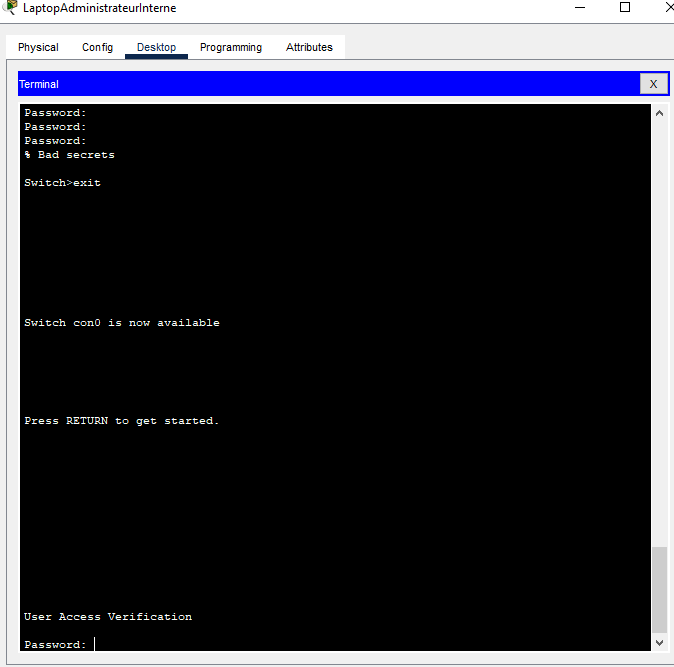 LaptopAdministrateurInterne
Physical Config Desktop Programming Attributes
Terminal
X
Password:
Password:
Password:
% Bad secrets
Switch>exit
Switch con0 is now available
Press RETURN to get started.
User Access Verification
Password: